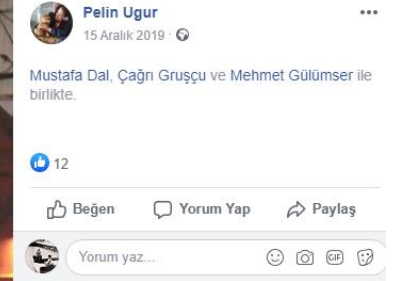 Pelin Ugur
15 Aralık 2019 ·
Mustafa Dal, Çağrı Gruşçu ve Mehmet Gülümser ile
birlikte.
12
Beğen Yorum Yap Paylaş
Yorum yaz... GIF